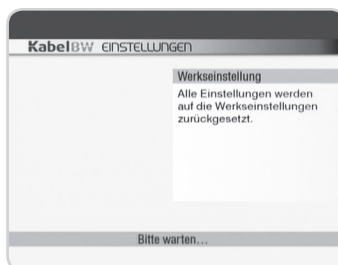 KabelBW EINSTELLUNGEN
Werkseinstellung
Alle Einstellungen werden
auf die Werkseinstellungen
zurückgesetzt.
Bitte warten...